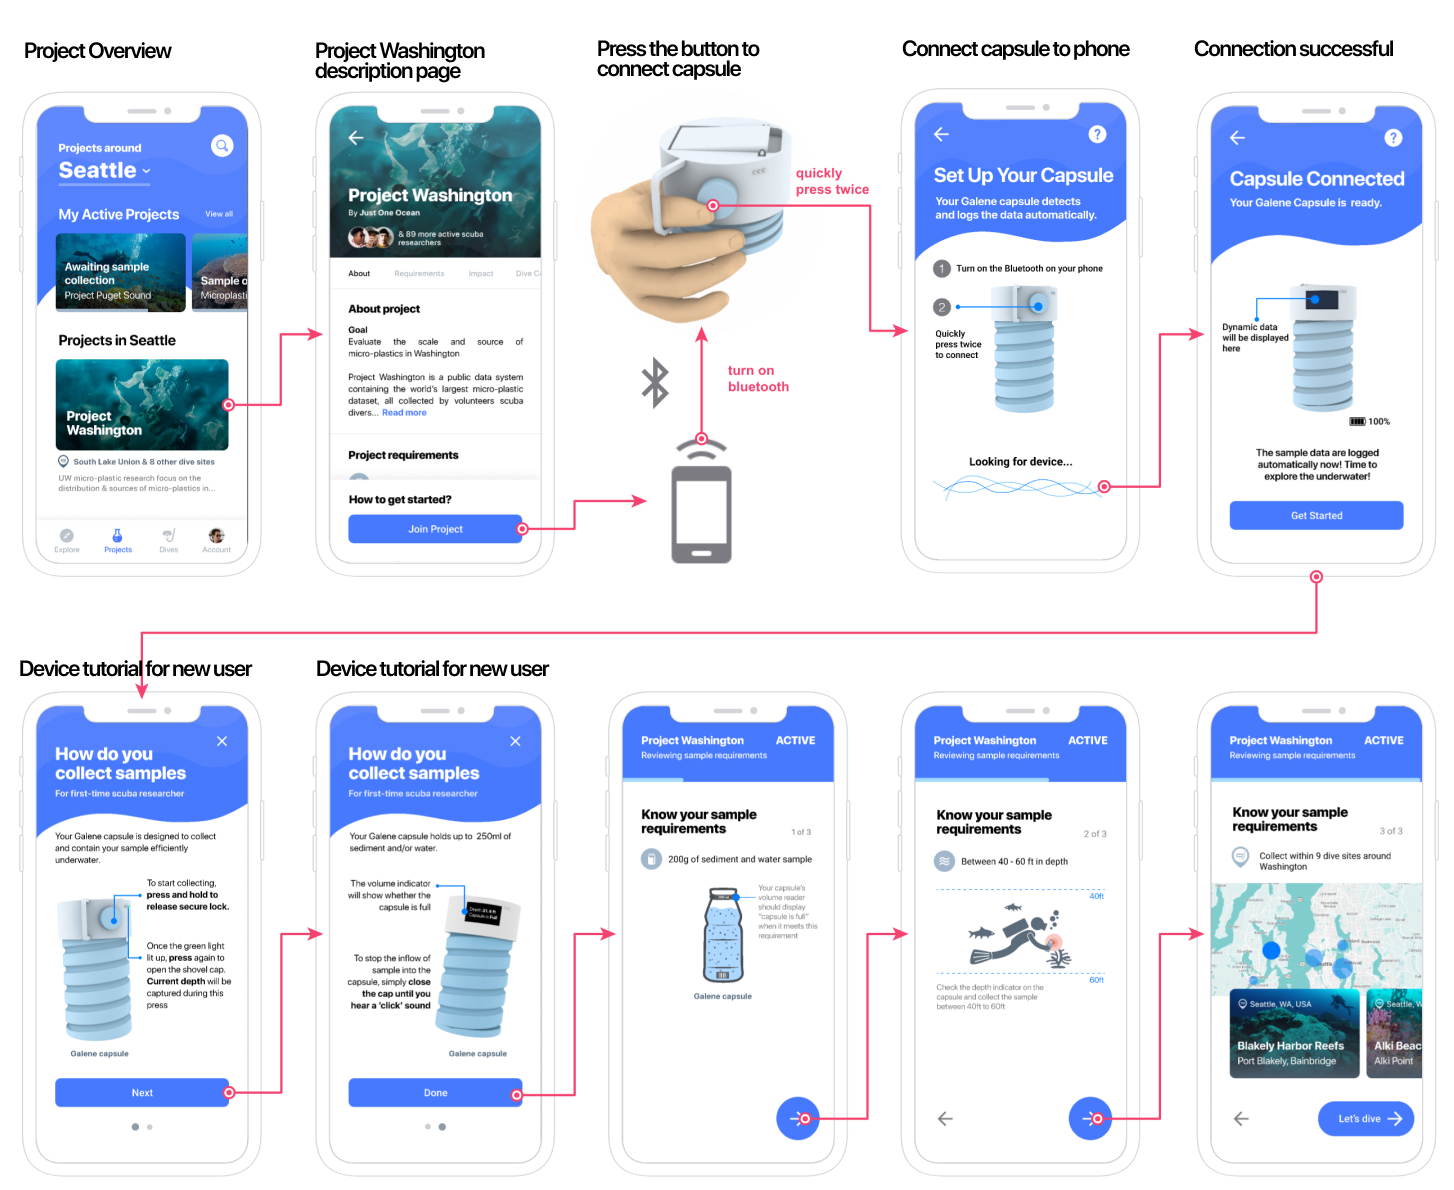 Project Overview
Project Washington
description page
Press the button to
connect capsule
Connect capsule to phone
Connection successful
Projects around
Seattle
My Active Projects
View all
Awaiting sample
collection
Project Puget Sound
Sample o
Microplasti
Projects in Seattle
Project
Washington
South Lake Union & 8 other dive sites
UW micro-plastic research focus on the
distribution & sources of micro-plastics in...
Explore
Projects
Dives
Account
Project Washington
By Just One Ocean
& 89 more active scuba
researchers
About
Requirements
Impact
Dive C
About project
Goal
Evaluate the scale and source of
micro-plastics in Washington
Project Washington is a public data system
containing the world's largest micro-plastic
dataset, all collected by volunteers scuba
divers... Read more
Project requirements
How to get started?
Join Project
quickly
press twice
turn on
bluetooth
?
Set Up Your Capsule
Your Galene capsule detects
and logs the data automatically.
1
Turn on the Bluetooth on your phone
2
Quickly
press twice
to connect
Looking for device...
?
Capsule Connected
Your Galene Capsule is ready.
Dynamic data
will be displayed
here
100%
The sample data are logged
automatically now! Time to
explore the underwater!
Get Started
Device tutorial for new user
Device tutorial for new user
How do you
collect samples
For first-time scuba researcher
Your Galene capsule is designed to collect
and contain your sample efficiently
underwater.
To start collecting,
press and hold to
release secure lock.
Once the green light
lit up, press again to
open the shovel cap.
Current depth will be
captured during this
press
Galene capsule
Next
How do you
collect samples
For first-time scuba researcher
Your Galene capsule holds up to 250ml of
sediment and/or water.
The volume indicator
will show whether the
capsule is full
To stop the inflow of
sample into the
capsule, simply close
the cap until you
hear a 'click' sound
Galene capsule
Done
Project Washington
ACTIVE
Reviewing sample requirements
Know your sample
requirements
1 of 3
200g of sediment and water sample
Your capsule's
volume reader
should display
"capsule is full"
when it meets this
requirement
Galene capsule
Project Washington
ACTIVE
Reviewing sample requirements
Know your sample
requirements
2 of 3
Between 40 - 60 ft in depth
40ft
60ft
Check the depth indicator on the
capsule and collect the sample
between 40ft to 60ft
Project Washington
ACTIVE
Reviewing sample requirements
Know your sample
requirements
3 of 3
Collect within 9 dive sites around
Washington
Seattle, WA, USA
Blakely Harbor Reefs
Port Blakely, Bainbridge
Seattle, W
Alki Beac
Alki Point
Let's dive